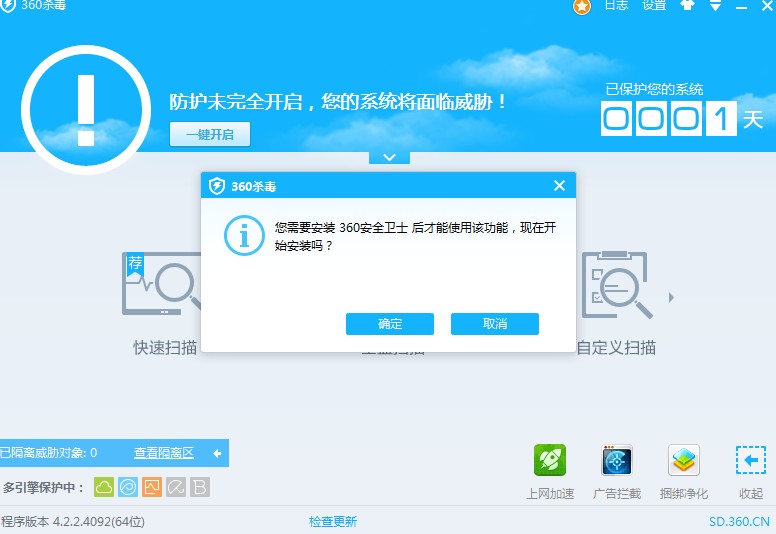 360杀毒
日志 设置
防护未完全开启，您的系统将面临威胁！
一键开启
已保护您的系统
0001天
360杀毒
您需要安装 360安全卫士 后才能使用该功能，现在开
始安装吗？
确定 取消
荐
快速扫描 自定义扫描
已隔离威胁对象: 0 查看隔离区
多引擎保护中：
B
上网加速 广告拦截 捆绑净化 收起
程序版本 4.2.2.4092(64位) 检查更新 SD.360.CN